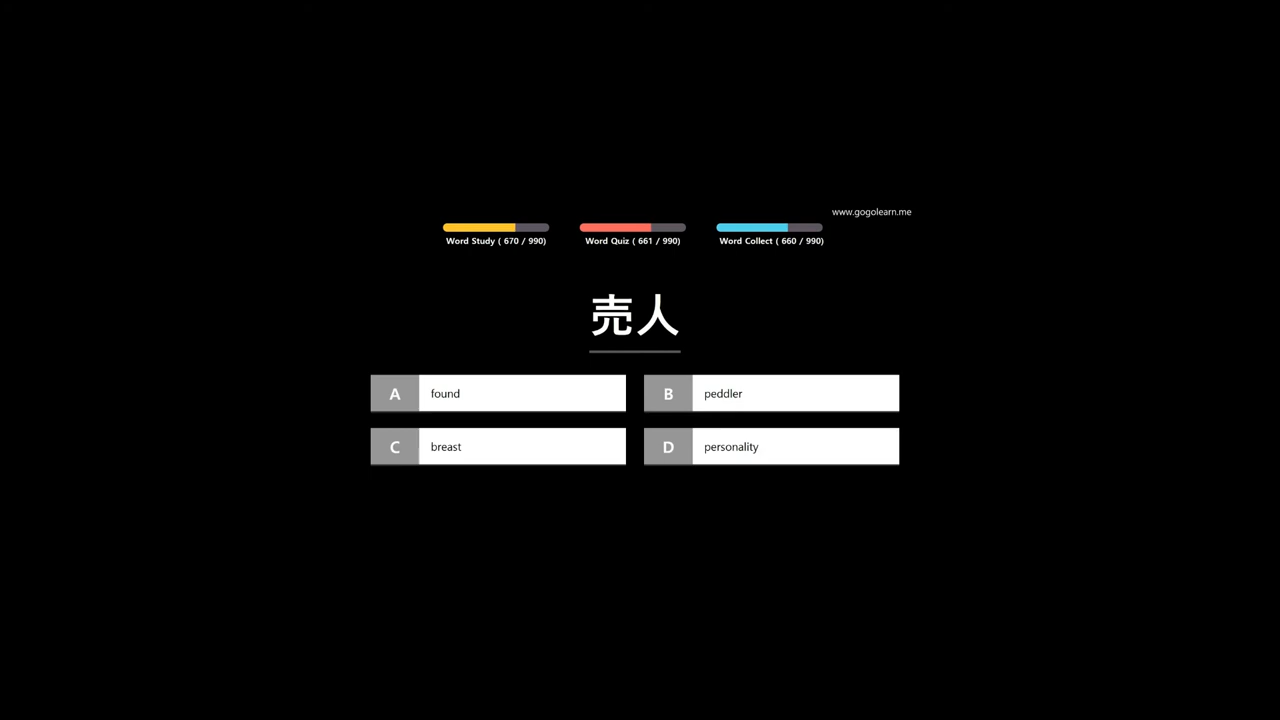 www.gogolearn.me
Word Study ( 670 / 990)
Word Quiz ( 661 / 990)
Word Collect ( 660 / 990)
売人
A found
B peddler
C breast
D personality